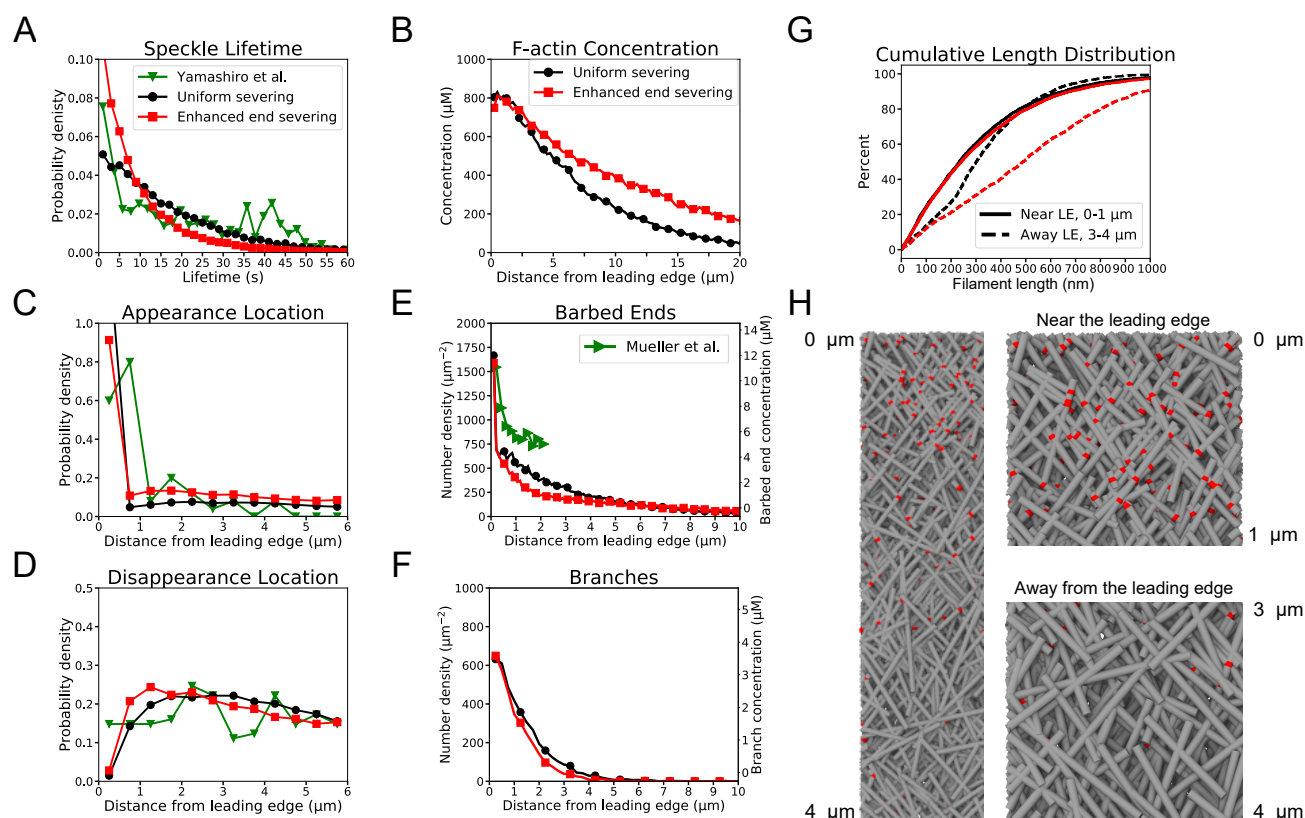 A
Speckle Lifetime
0.10
0.08
0.06
0.04
0.02
0.00
Probability denisty
Yamashiro et al.
Uniform severing
Enhanced end severing
0 5 10 15 20 25 30 35 40 45 50 55 60
Lifetime (s)
B
F-actin Concentration
1000
800
600
400
200
0
Concentration (μM)
Uniform severing
Enhanced end severing
0 5 10 15 20
Distance from leading edge (μm)
C
Appearance Location
1.0
0.8
0.6
0.4
0.2
0.0
Probability density
0 1 2 3 4 5 6
Distance from leading edge (μm)
D
Disappearance Location
0.5
0.4
0.3
0.2
0.1
0.0
Probability density
0 1 2 3 4 5 6
Distance from leading edge (μm)
E
Barbed Ends
2000
1750
1500
1250
1000
750
500
250
0
Number density (μm⁻²)
Mueller et al.
14
12
10
8
6
4
2
0
Barbed end concentration (μM)
0 1 2 3 4 5 6 7 8 9 10
Distance from leading edge (μm)
F
Branches
1000
800
600
400
200
0
Number density (μm⁻²)
5
4
3
2
1
0
Branch concentration (μM)
0 1 2 3 4 5 6 7 8 9 10
Distance from leading edge (μm)
G
Cumulative Length Distribution
100
80
60
40
20
0
Percent
Near LE, 0-1 μm
Away LE, 3-4 μm
0 100 200 300 400 500 600 700 800 900 1000
Filament length (nm)
H
0 μm
4 μm
Near the leading edge
0 μm
1 μm
Away from the leading edge
3 μm
4 μm